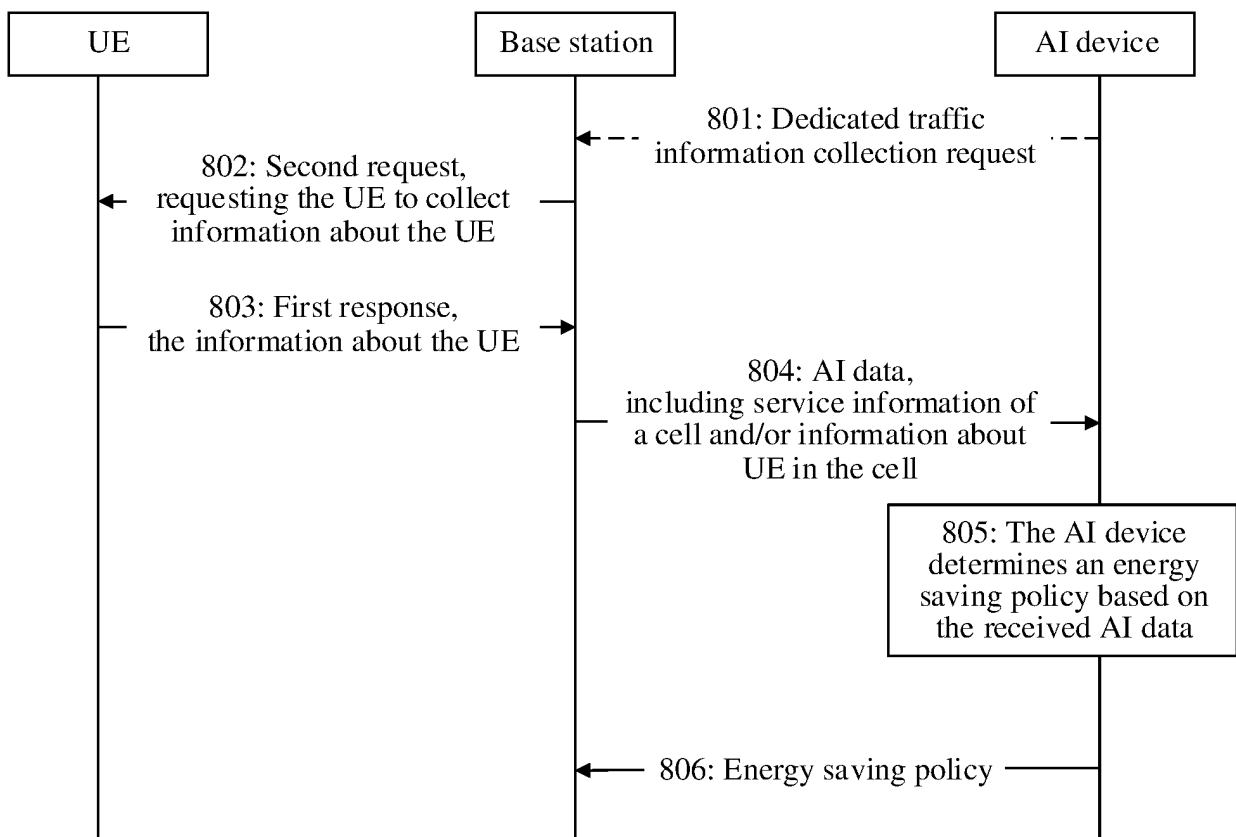 UE
Base station
AI device
801: Dedicated traffic
information collection request
802: Second request,
requesting the UE to collect
information about the UE
803: First response,
the information about the UE
804: AI data,
including service information of
a cell and/or information about
UE in the cell
805: The AI device
determines an energy
saving policy based on
the received AI data
806: Energy saving policy